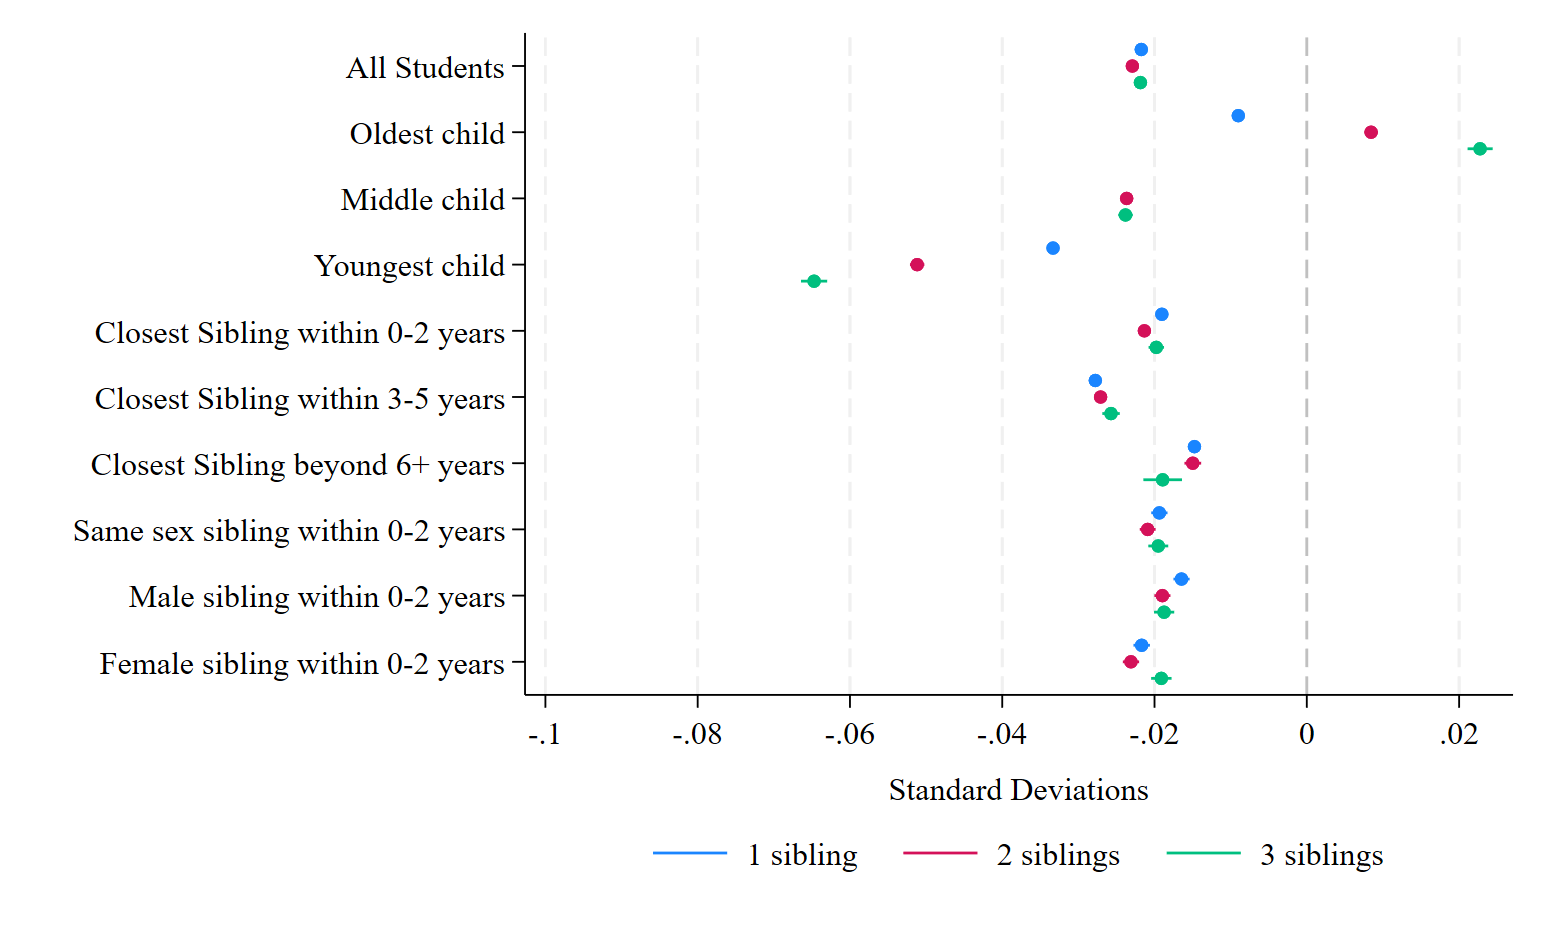 All Students
Oldest child
Middle child
Youngest child
Closest Sibling within 0-2 years
Closest Sibling within 3-5 years
Closest Sibling beyond 6+ years
Same sex sibling within 0-2 years
Male sibling within 0-2 years
Female sibling within 0-2 years
-.1 -.08 -.06 -.04 -.02 0 .02
Standard Deviations
1 sibling 2 siblings 3 siblings